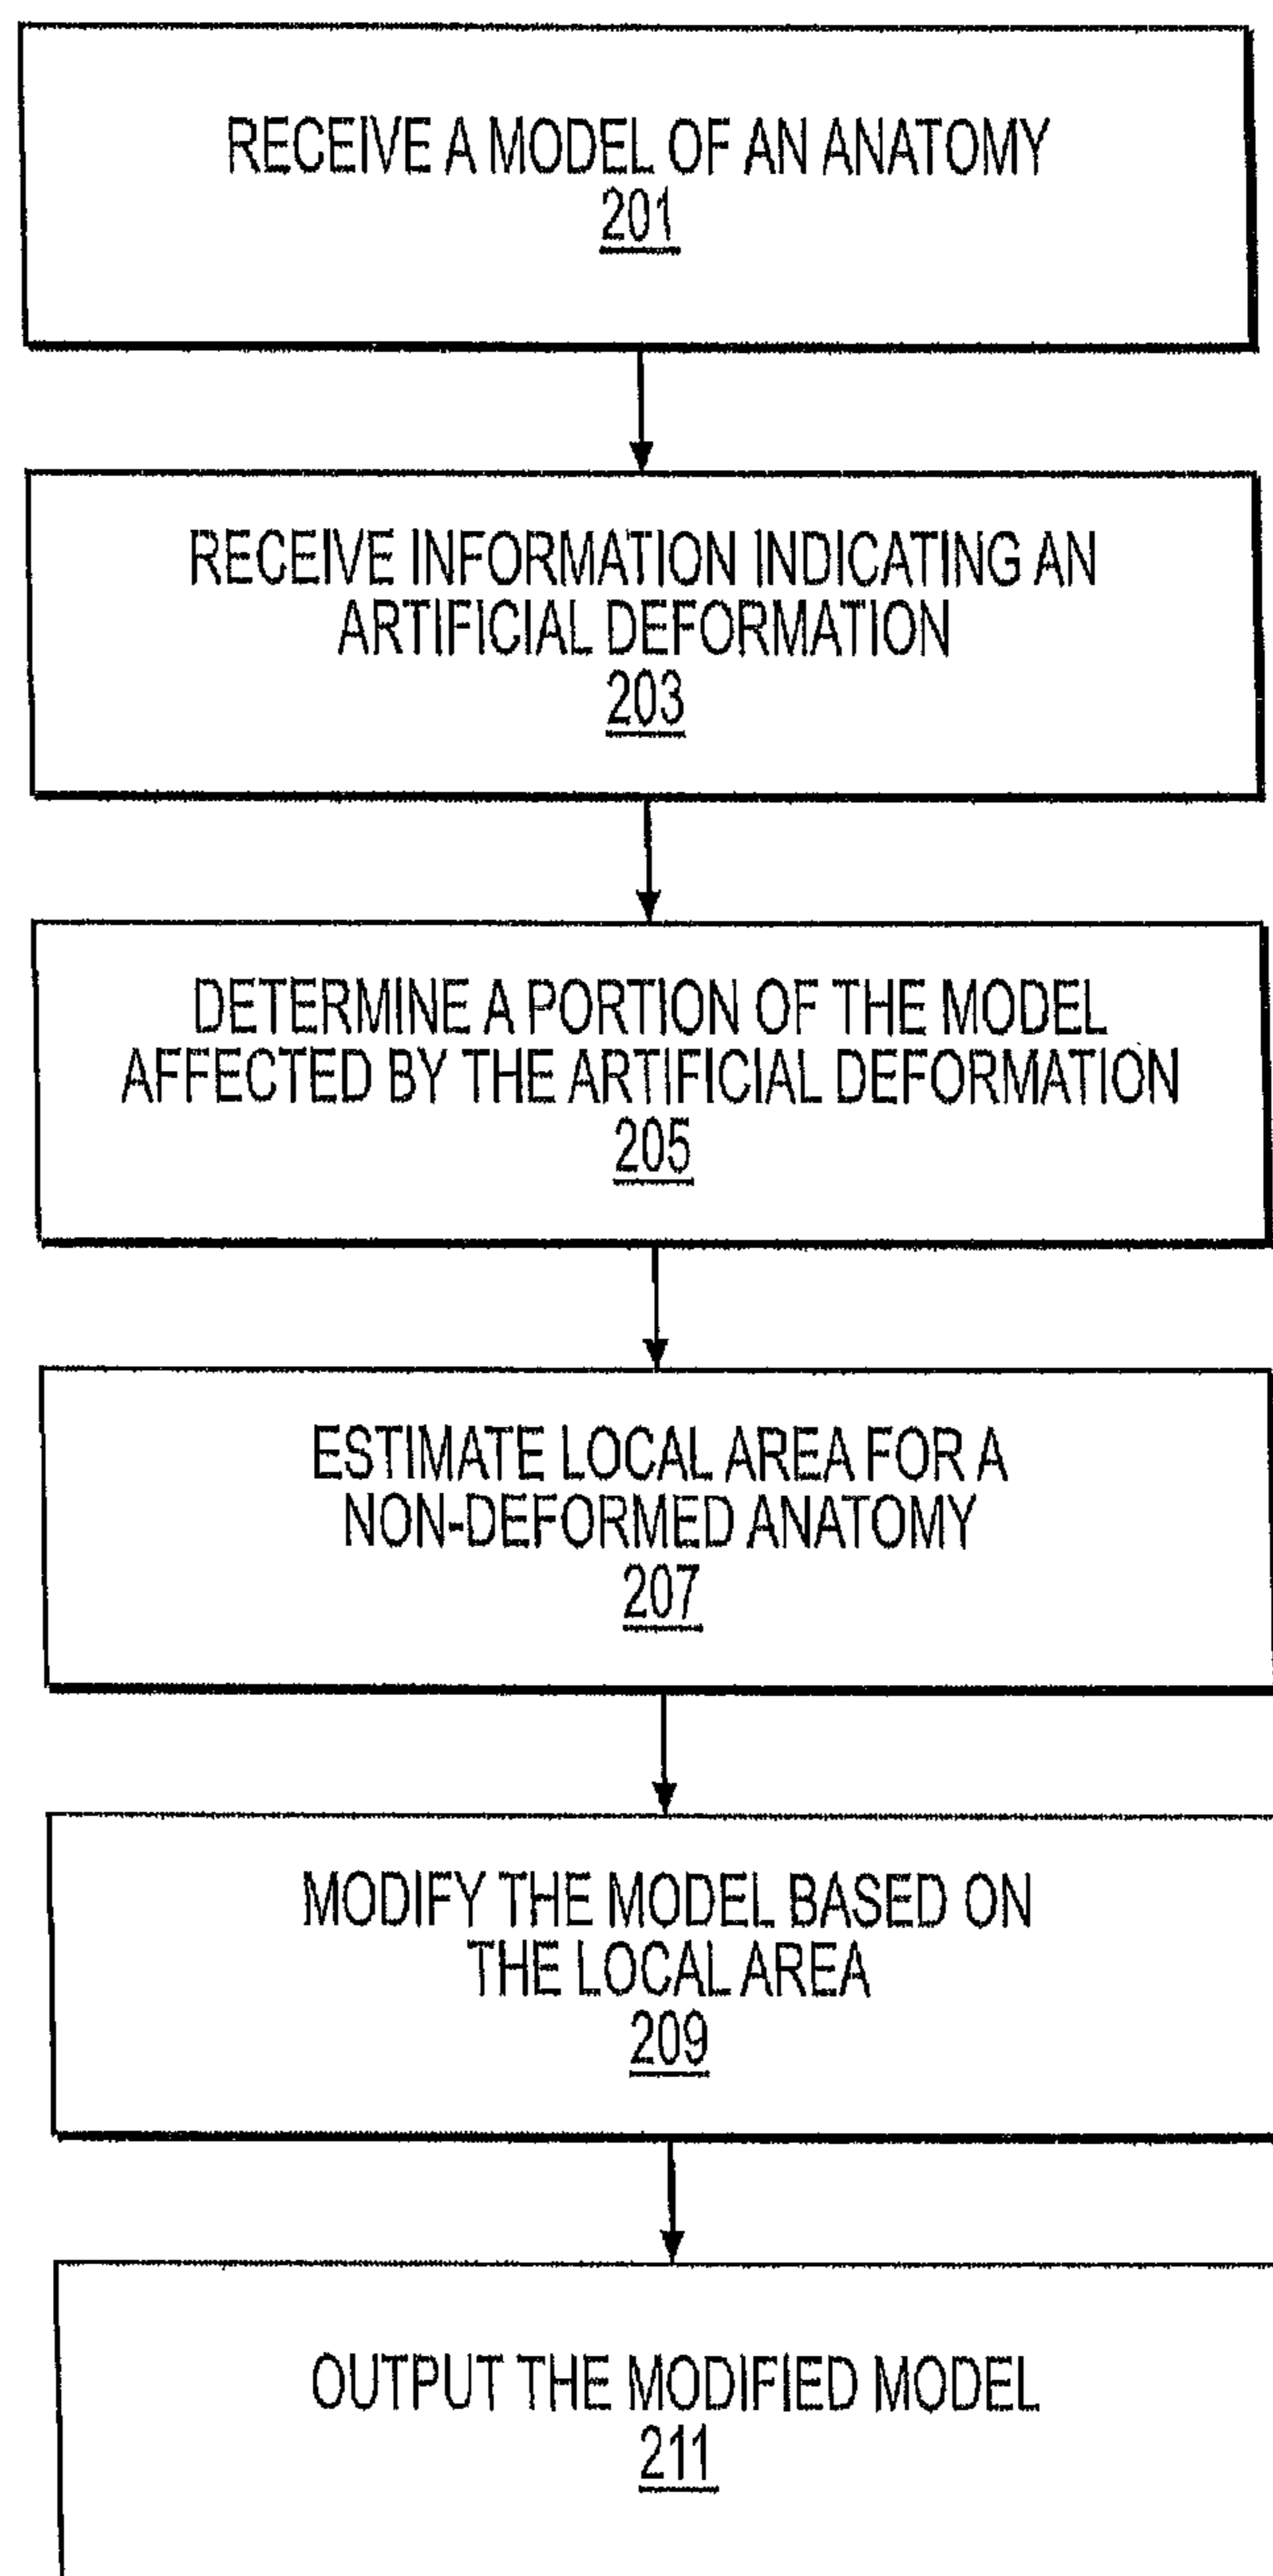 RECEIVE A MODEL OF AN ANATOMY
201
RECEIVE INFORMATION INDICATING AN
ARTIFICIAL DEFORMATION
203
DETERMINE A PORTION OF THE MODEL
AFFECTED BY THE ARTIFICIAL DEFORMATION
205
ESTIMATE LOCAL AREA FOR A
NON-DEFORMED ANATOMY
207
MODIFY THE MODEL BASED ON
THE LOCAL AREA
209
OUTPUT THE MODIFIED MODEL
211